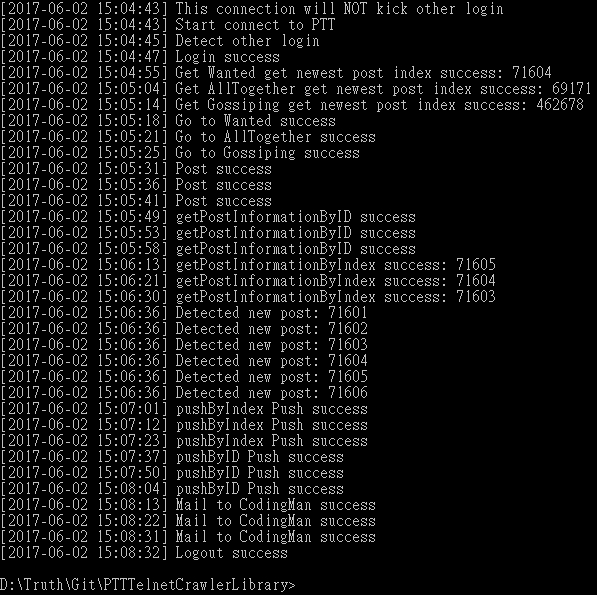 [2017-06-02 15:04:43] This connection will NOT kick other login
[2017-06-02 15:04:43] Start connect to PTT
[2017-06-02 15:04:45] Detect other login
[2017-06-02 15:04:47] Login success
[2017-06-02 15:04:55] Get Wanted get newest post index success: 71604
[2017-06-02 15:05:04] Get AllTogether get newest post index success: 69171
[2017-06-02 15:05:14] Get Gossiping get newest post index success: 462678
[2017-06-02 15:05:18] Go to Wanted success
[2017-06-02 15:05:21] Go to AllTogether success
[2017-06-02 15:05:25] Go to Gossiping success
[2017-06-02 15:05:31] Post success
[2017-06-02 15:05:36] Post success
[2017-06-02 15:05:41] Post success
[2017-06-02 15:05:49] getPostInformationByID success
[2017-06-02 15:05:53] getPostInformationByID success
[2017-06-02 15:05:58] getPostInformationByID success
[2017-06-02 15:06:13] getPostInformationByIndex success: 71605
[2017-06-02 15:06:21] getPostInformationByIndex success: 71604
[2017-06-02 15:06:30] getPostInformationByIndex success: 71603
[2017-06-02 15:06:36] Detected new post: 71601
[2017-06-02 15:06:36] Detected new post: 71602
[2017-06-02 15:06:36] Detected new post: 71603
[2017-06-02 15:06:36] Detected new post: 71604
[2017-06-02 15:06:36] Detected new post: 71605
[2017-06-02 15:06:36] Detected new post: 71606
[2017-06-02 15:07:01] pushByIndex Push success
[2017-06-02 15:07:12] pushByIndex Push success
[2017-06-02 15:07:23] pushByIndex Push success
[2017-06-02 15:07:37] pushByID Push success
[2017-06-02 15:07:50] pushByID Push success
[2017-06-02 15:08:04] pushByID Push success
[2017-06-02 15:08:13] Mail to CodingMan success
[2017-06-02 15:08:22] Mail to CodingMan success
[2017-06-02 15:08:31] Mail to CodingMan success
[2017-06-02 15:08:32] Logout success
D:\Truth\Git\PTTTelnetCrawlerLibrary>